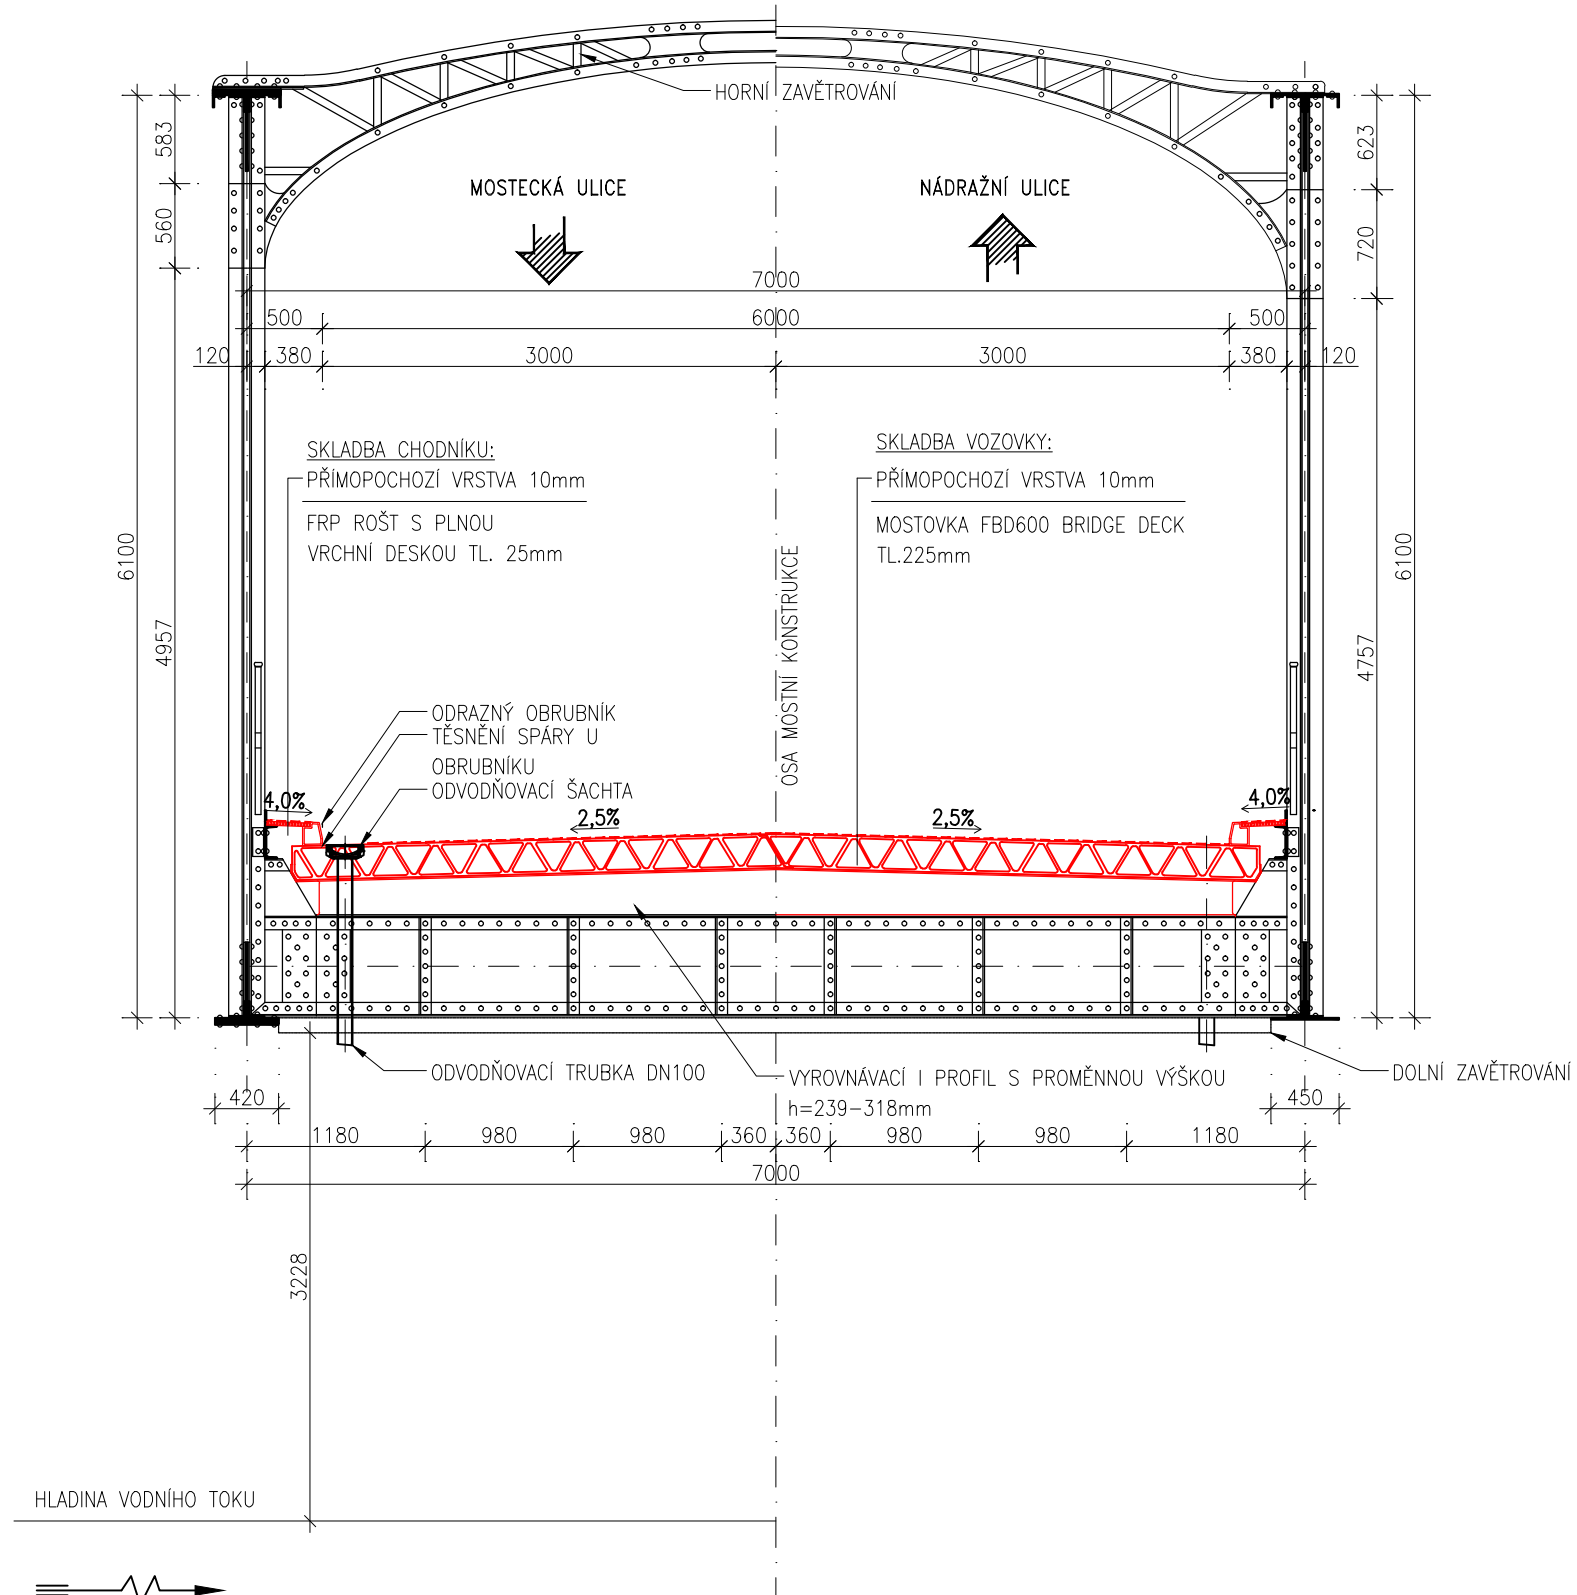 HORNÍ ZAVĚTROVÁNÍ
583
623
MOSTECKÁ ULICE
NÁDRAŽNÍ ULICE
560
720
7000
500
6000
500
120
380
3000
3000
380
120
SKLADBA CHODNÍKU:
PŘÍMOPOCHOZÍ VRSTVA 10mm
FRP ROŠT S PLNOU
VRCHNÍ DESKOU TL. 25mm
SKLADBA VOZOVKY:
PŘÍMOPOCHOZÍ VRSTVA 10mm
MOSTOVKA FBD600 BRIDGE DECK
TL.225mm
6100
6100
OSA MOSTNÍ KONSTRUKCE
4957
4757
ODRAZNÝ OBRUBNÍK
TĚSNĚNÍ SPÁRY U
OBRUBNÍKU
ODVODŇOVACÍ ŠACHTA
4,0%
2,5%
2,5%
4,0%
ODVODŇOVACÍ TRUBKA DN100
VYROVNÁVACÍ I PROFIL S PROMĚNNOU VÝŠKOU
h=239-318mm
DOLNÍ ZAVĚTROVÁNÍ
420
450
1180
980
980
360
360
980
980
1180
7000
3228
HLADINA VODNÍHO TOKU